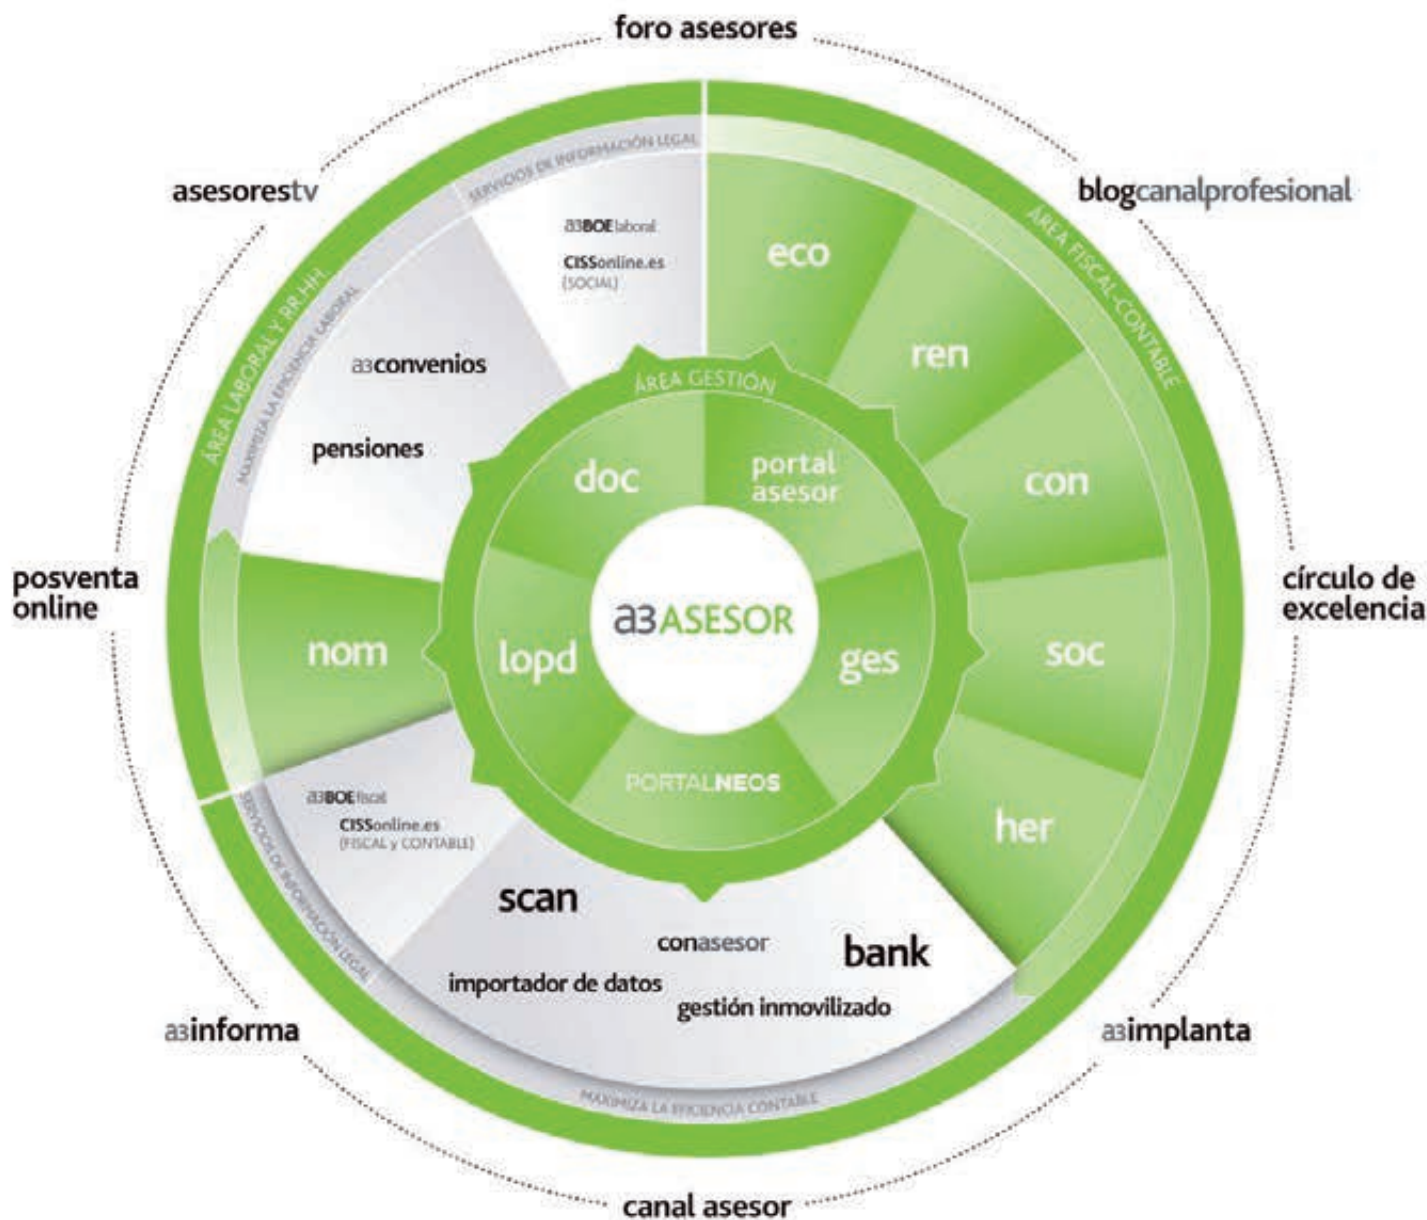 foro asesores
asesorestv
blogcanalprofesional
SERVICIOS DE INFORMACIÓN LEGAL
ÁREA FISCAL-CONTABLE
a3BOElaboral
CISSonline.es
(SOCIAL)
eco
ÁREA LABORAL Y RR.HH.
MAXIMIZA LA EFICIENCIA LABORAL
a3convenios
pensiones
ren
ÁREA GESTIÓN
doc
portal
asesor
con
posventa
online
círculo de
excelencia
a3ASESOR
nom
lopd
ges
soc
PORTALNEOS
a3BOEfiscal
CISSonline.es
(FISCAL y CONTABLE)
her
SERVICIOS DE INFORMACIÓN LEGAL
scan
conasesor
bank
importador de datos
gestión inmovilizado
a3informa
a3implanta
MAXIMIZA LA EFICIENCIA CONTABLE
canal asesor